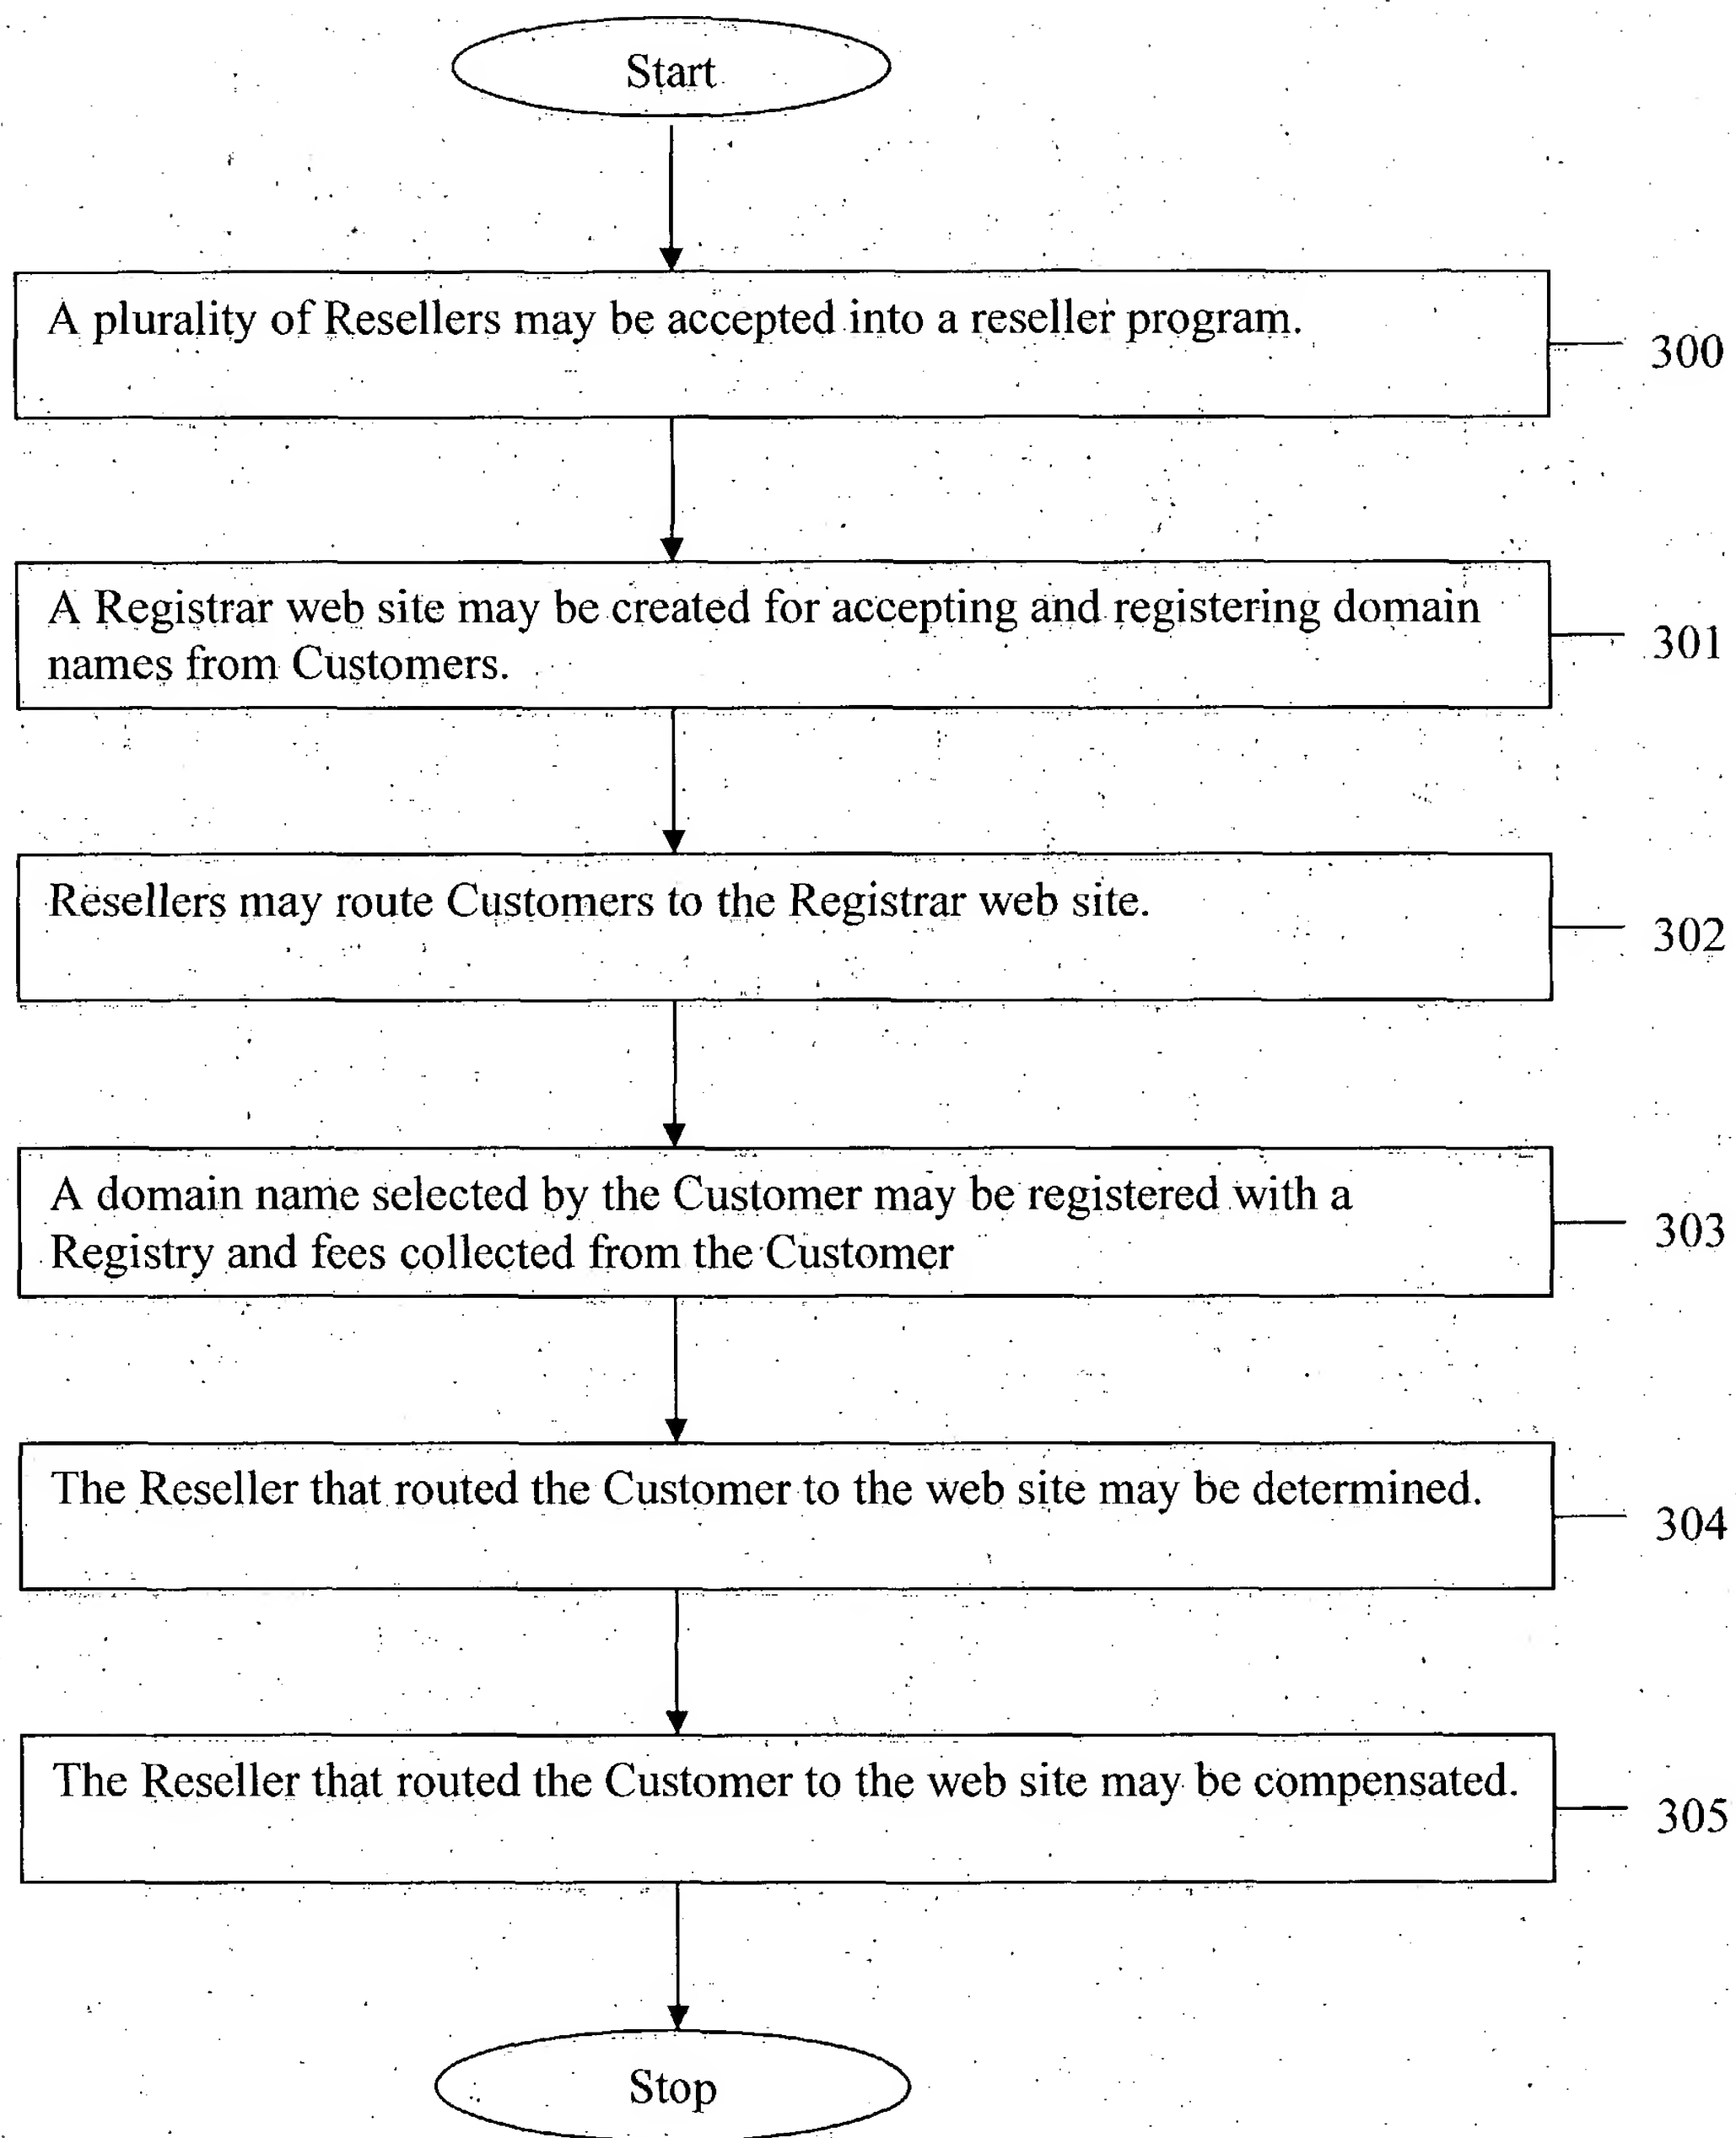 Start
A plurality of Resellers may be accepted into a reseller program.
300
A Registrar web site may be created for accepting and registering domain
names from Customers.
301
Resellers may route Customers to the Registrar web site.
302
A domain name selected by the Customer may be registered with a
Registry and fees collected from the Customer
303
The Reseller that routed the Customer to the web site may be determined.
304
The Reseller that routed the Customer to the web site may be compensated.
305
Stop